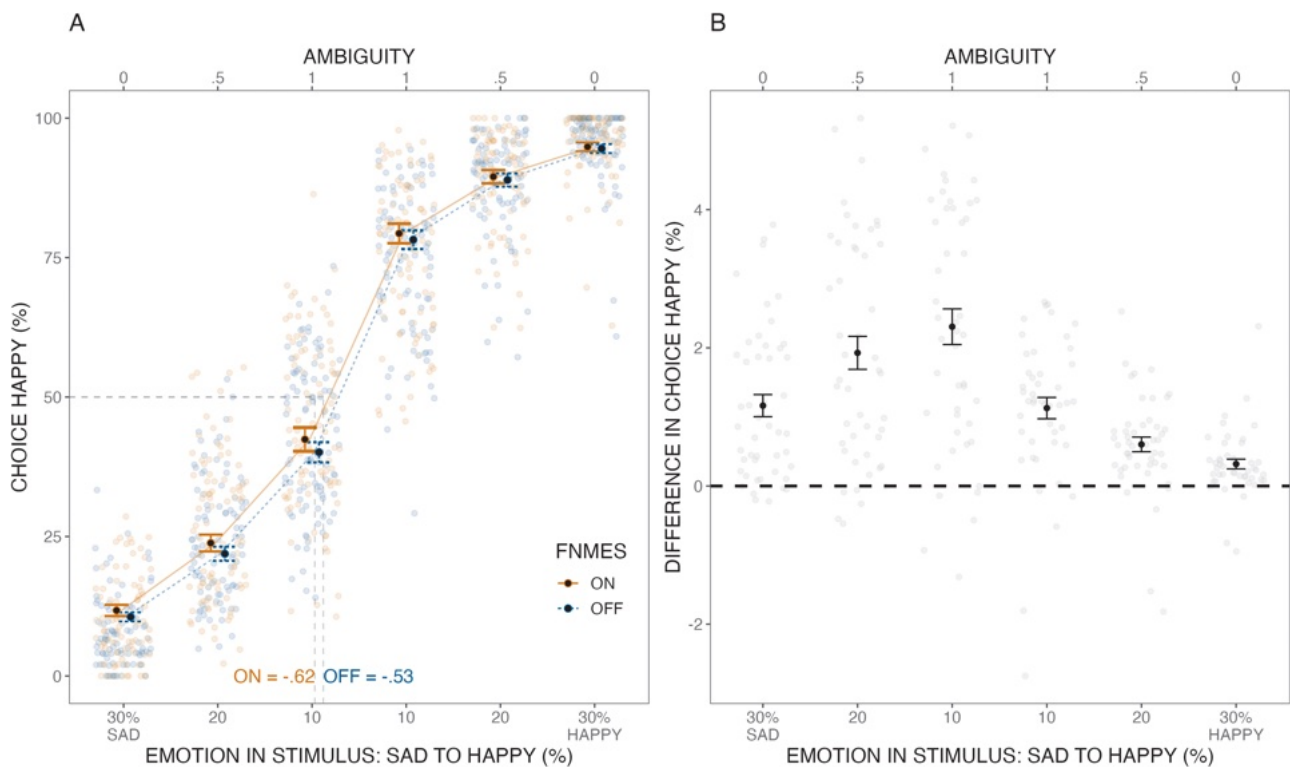 A
B
AMBIGUITY
AMBIGUITY
0 .5 1 1 .5 0
0 .5 1 1 .5 0
100
75
50
25
0
CHOICE HAPPY (%)
FNMES
ON
OFF
ON = -.62 OFF = -.53
30%
SAD
20 10 10 20
30%
HAPPY
EMOTION IN STIMULUS: SAD TO HAPPY (%)
4
2
0
-2
DIFFERENCE IN CHOICE HAPPY (%)
30%
SAD
20 10 10 20
30%
HAPPY
EMOTION IN STIMULUS: SAD TO HAPPY (%)